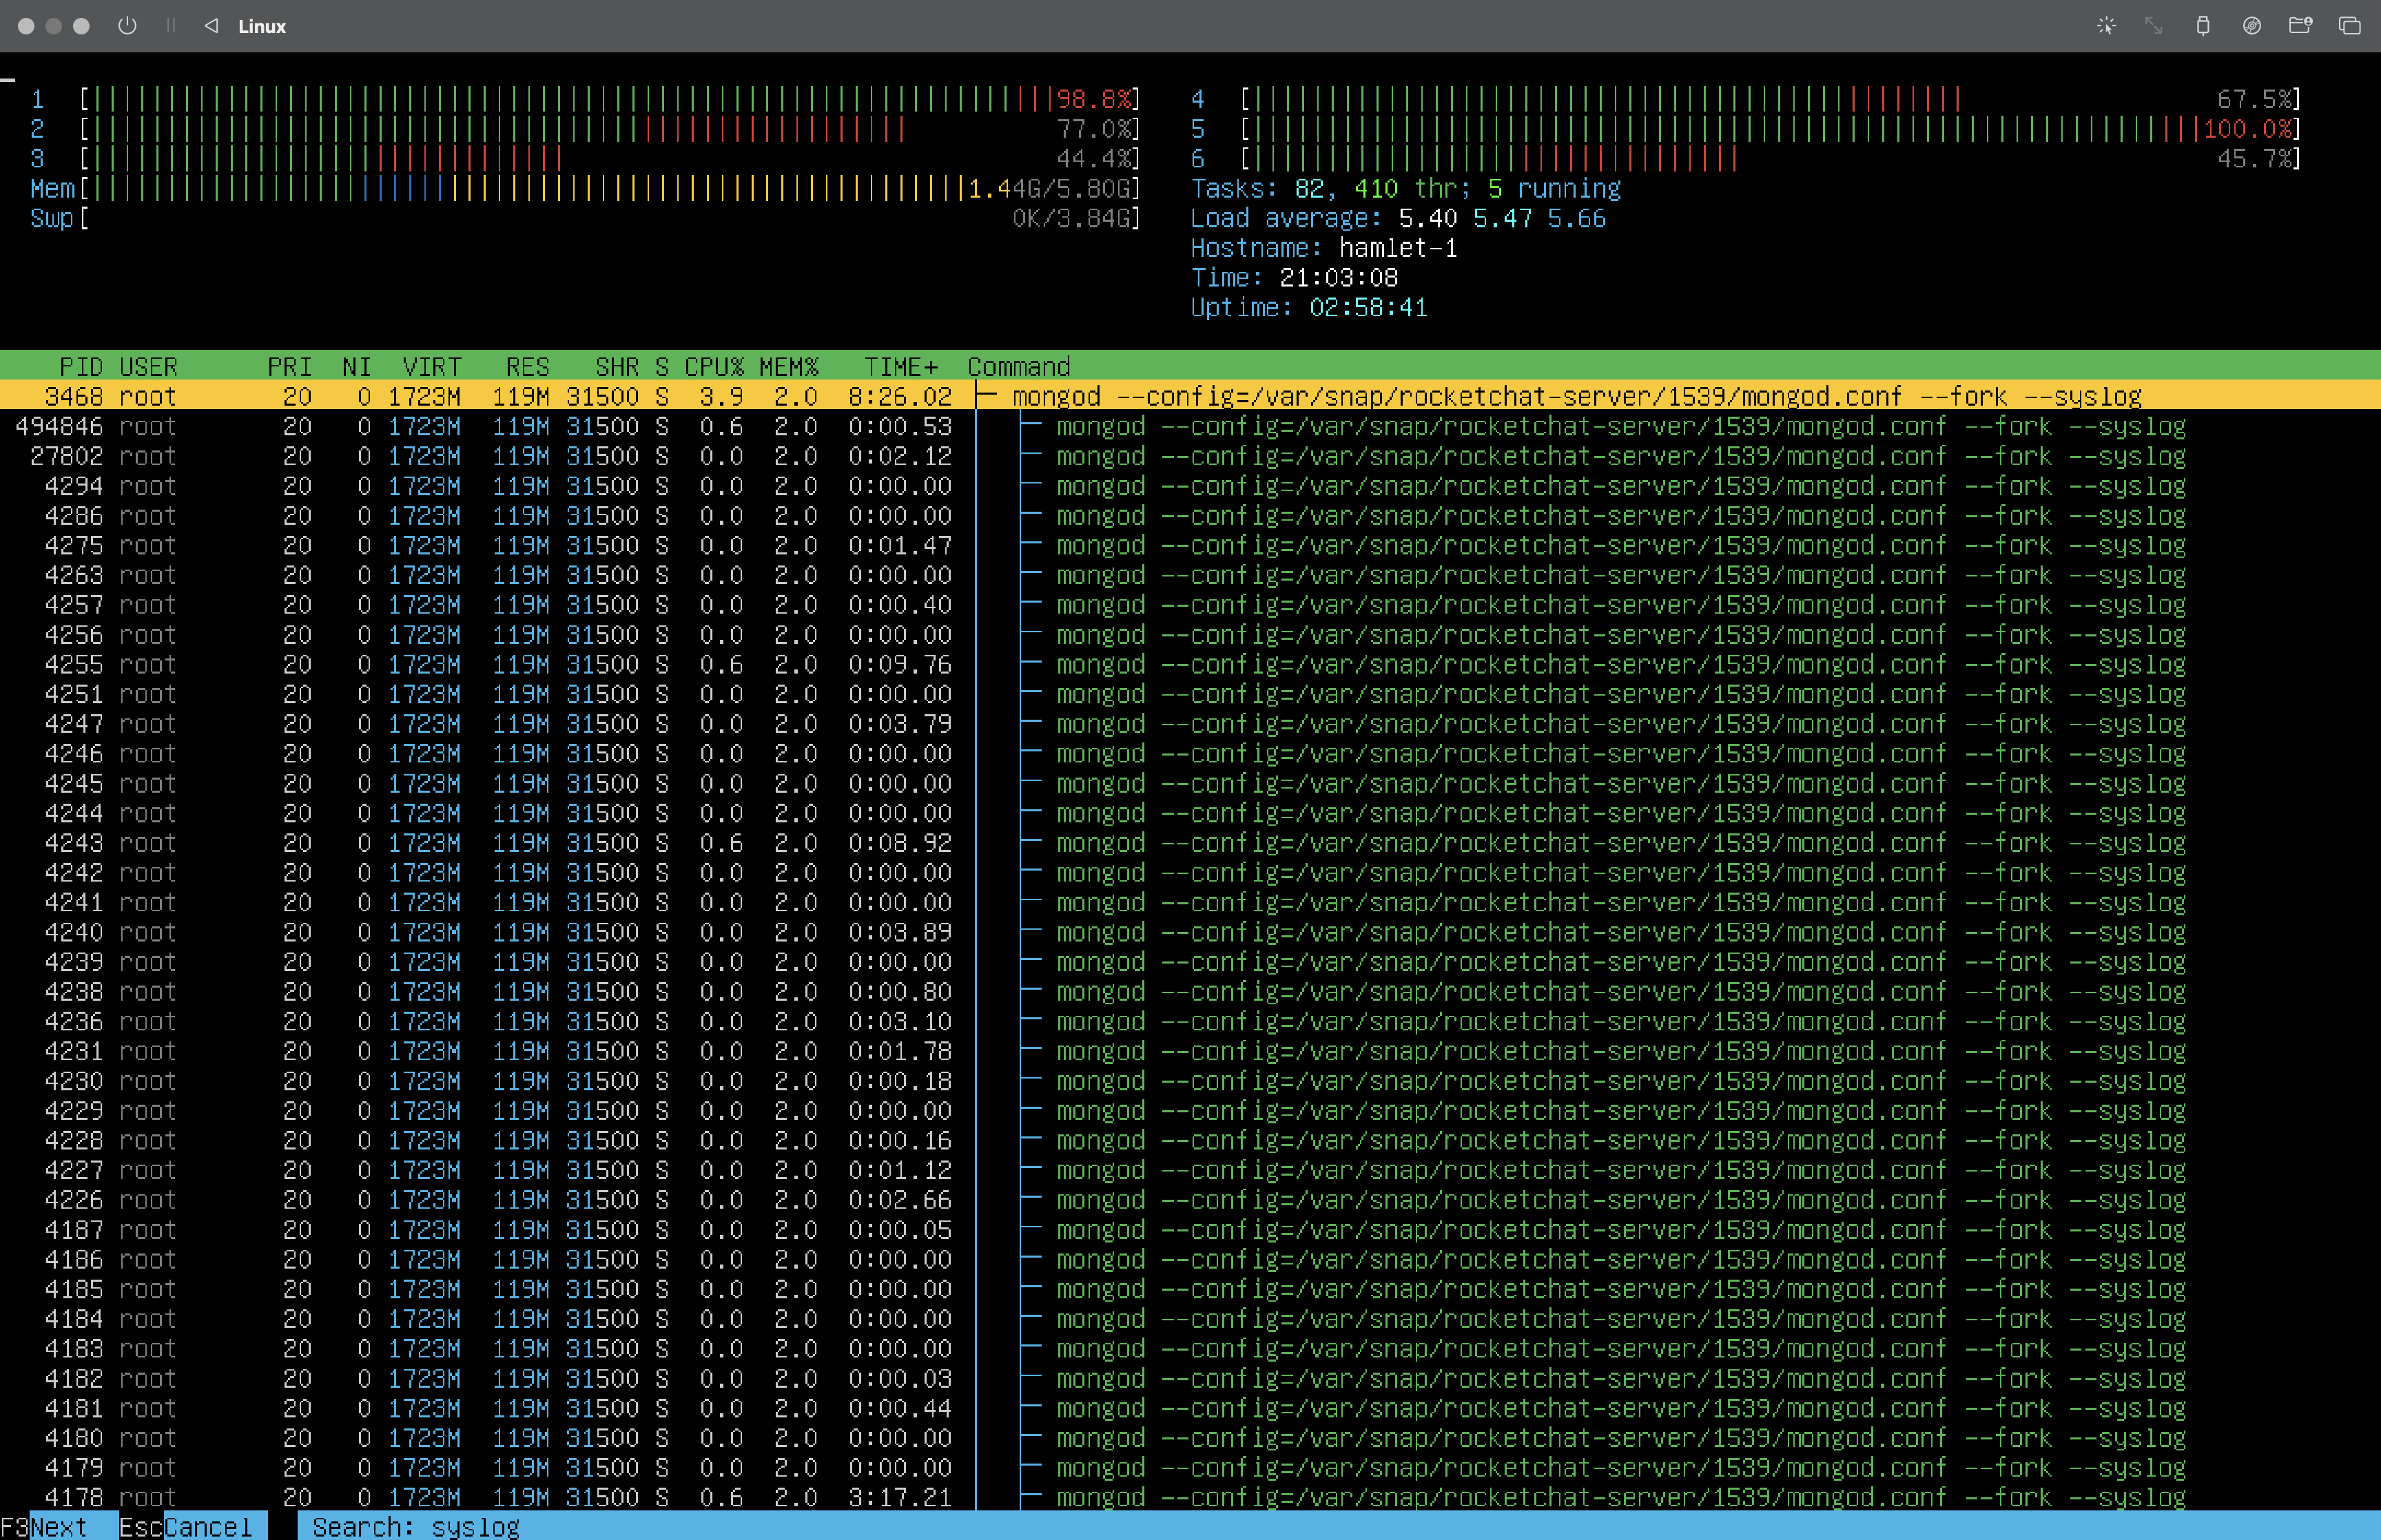 Linux
1 [98.8%]
2 [77.0%]
3 [44.4%]
Mem[1.44G/5.80G]
Swp[0K/3.84G]
4 [67.5%]
5 [100.0%]
6 [45.7%]
Tasks: 82, 410 thr; 5 running
Load average: 5.40 5.47 5.66
Hostname: hamlet-1
Time: 21:03:08
Uptime: 02:58:41
PID USER PRI NI VIRT RES SHR S CPU% MEM% TIME+ Command
3468 root 20 0 1723M 119M 31500 S 3.9 2.0 8:26.02 mongod --config=/var/snap/rocketchat-server/1539/mongod.conf --fork --syslog
494846 root 20 0 1723M 119M 31500 S 0.6 2.0 0:00.53 mongod --config=/var/snap/rocketchat-server/1539/mongod.conf --fork --syslog
27802 root 20 0 1723M 119M 31500 S 0.0 2.0 0:02.12 mongod --config=/var/snap/rocketchat-server/1539/mongod.conf --fork --syslog
4294 root 20 0 1723M 119M 31500 S 0.0 2.0 0:00.00 mongod --config=/var/snap/rocketchat-server/1539/mongod.conf --fork --syslog
4286 root 20 0 1723M 119M 31500 S 0.0 2.0 0:00.00 mongod --config=/var/snap/rocketchat-server/1539/mongod.conf --fork --syslog
4275 root 20 0 1723M 119M 31500 S 0.0 2.0 0:01.47 mongod --config=/var/snap/rocketchat-server/1539/mongod.conf --fork --syslog
4263 root 20 0 1723M 119M 31500 S 0.0 2.0 0:00.00 mongod --config=/var/snap/rocketchat-server/1539/mongod.conf --fork --syslog
4257 root 20 0 1723M 119M 31500 S 0.0 2.0 0:00.40 mongod --config=/var/snap/rocketchat-server/1539/mongod.conf --fork --syslog
4256 root 20 0 1723M 119M 31500 S 0.0 2.0 0:00.00 mongod --config=/var/snap/rocketchat-server/1539/mongod.conf --fork --syslog
4255 root 20 0 1723M 119M 31500 S 0.6 2.0 0:09.76 mongod --config=/var/snap/rocketchat-server/1539/mongod.conf --fork --syslog
4251 root 20 0 1723M 119M 31500 S 0.0 2.0 0:00.00 mongod --config=/var/snap/rocketchat-server/1539/mongod.conf --fork --syslog
4247 root 20 0 1723M 119M 31500 S 0.0 2.0 0:03.79 mongod --config=/var/snap/rocketchat-server/1539/mongod.conf --fork --syslog
4246 root 20 0 1723M 119M 31500 S 0.0 2.0 0:00.00 mongod --config=/var/snap/rocketchat-server/1539/mongod.conf --fork --syslog
4245 root 20 0 1723M 119M 31500 S 0.0 2.0 0:00.00 mongod --config=/var/snap/rocketchat-server/1539/mongod.conf --fork --syslog
4244 root 20 0 1723M 119M 31500 S 0.0 2.0 0:00.00 mongod --config=/var/snap/rocketchat-server/1539/mongod.conf --fork --syslog
4243 root 20 0 1723M 119M 31500 S 0.6 2.0 0:08.92 mongod --config=/var/snap/rocketchat-server/1539/mongod.conf --fork --syslog
4242 root 20 0 1723M 119M 31500 S 0.0 2.0 0:00.00 mongod --config=/var/snap/rocketchat-server/1539/mongod.conf --fork --syslog
4241 root 20 0 1723M 119M 31500 S 0.0 2.0 0:00.00 mongod --config=/var/snap/rocketchat-server/1539/mongod.conf --fork --syslog
4240 root 20 0 1723M 119M 31500 S 0.0 2.0 0:03.89 mongod --config=/var/snap/rocketchat-server/1539/mongod.conf --fork --syslog
4239 root 20 0 1723M 119M 31500 S 0.0 2.0 0:00.00 mongod --config=/var/snap/rocketchat-server/1539/mongod.conf --fork --syslog
4238 root 20 0 1723M 119M 31500 S 0.0 2.0 0:00.80 mongod --config=/var/snap/rocketchat-server/1539/mongod.conf --fork --syslog
4236 root 20 0 1723M 119M 31500 S 0.0 2.0 0:03.10 mongod --config=/var/snap/rocketchat-server/1539/mongod.conf --fork --syslog
4231 root 20 0 1723M 119M 31500 S 0.0 2.0 0:01.78 mongod --config=/var/snap/rocketchat-server/1539/mongod.conf --fork --syslog
4230 root 20 0 1723M 119M 31500 S 0.0 2.0 0:00.18 mongod --config=/var/snap/rocketchat-server/1539/mongod.conf --fork --syslog
4229 root 20 0 1723M 119M 31500 S 0.0 2.0 0:00.00 mongod --config=/var/snap/rocketchat-server/1539/mongod.conf --fork --syslog
4228 root 20 0 1723M 119M 31500 S 0.0 2.0 0:00.16 mongod --config=/var/snap/rocketchat-server/1539/mongod.conf --fork --syslog
4227 root 20 0 1723M 119M 31500 S 0.0 2.0 0:01.12 mongod --config=/var/snap/rocketchat-server/1539/mongod.conf --fork --syslog
4226 root 20 0 1723M 119M 31500 S 0.0 2.0 0:02.66 mongod --config=/var/snap/rocketchat-server/1539/mongod.conf --fork --syslog
4187 root 20 0 1723M 119M 31500 S 0.0 2.0 0:00.05 mongod --config=/var/snap/rocketchat-server/1539/mongod.conf --fork --syslog
4186 root 20 0 1723M 119M 31500 S 0.0 2.0 0:00.00 mongod --config=/var/snap/rocketchat-server/1539/mongod.conf --fork --syslog
4185 root 20 0 1723M 119M 31500 S 0.0 2.0 0:00.00 mongod --config=/var/snap/rocketchat-server/1539/mongod.conf --fork --syslog
4184 root 20 0 1723M 119M 31500 S 0.0 2.0 0:00.00 mongod --config=/var/snap/rocketchat-server/1539/mongod.conf --fork --syslog
4183 root 20 0 1723M 119M 31500 S 0.0 2.0 0:00.00 mongod --config=/var/snap/rocketchat-server/1539/mongod.conf --fork --syslog
4182 root 20 0 1723M 119M 31500 S 0.0 2.0 0:00.03 mongod --config=/var/snap/rocketchat-server/1539/mongod.conf --fork --syslog
4181 root 20 0 1723M 119M 31500 S 0.0 2.0 0:00.44 mongod --config=/var/snap/rocketchat-server/1539/mongod.conf --fork --syslog
4180 root 20 0 1723M 119M 31500 S 0.0 2.0 0:00.00 mongod --config=/var/snap/rocketchat-server/1539/mongod.conf --fork --syslog
4179 root 20 0 1723M 119M 31500 S 0.0 2.0 0:00.00 mongod --config=/var/snap/rocketchat-server/1539/mongod.conf --fork --syslog
4178 root 20 0 1723M 119M 31500 S 0.6 2.0 3:17.21 mongod --config=/var/snap/rocketchat-server/1539/mongod.conf --fork --syslog
F3Next EscCancel Search: syslog